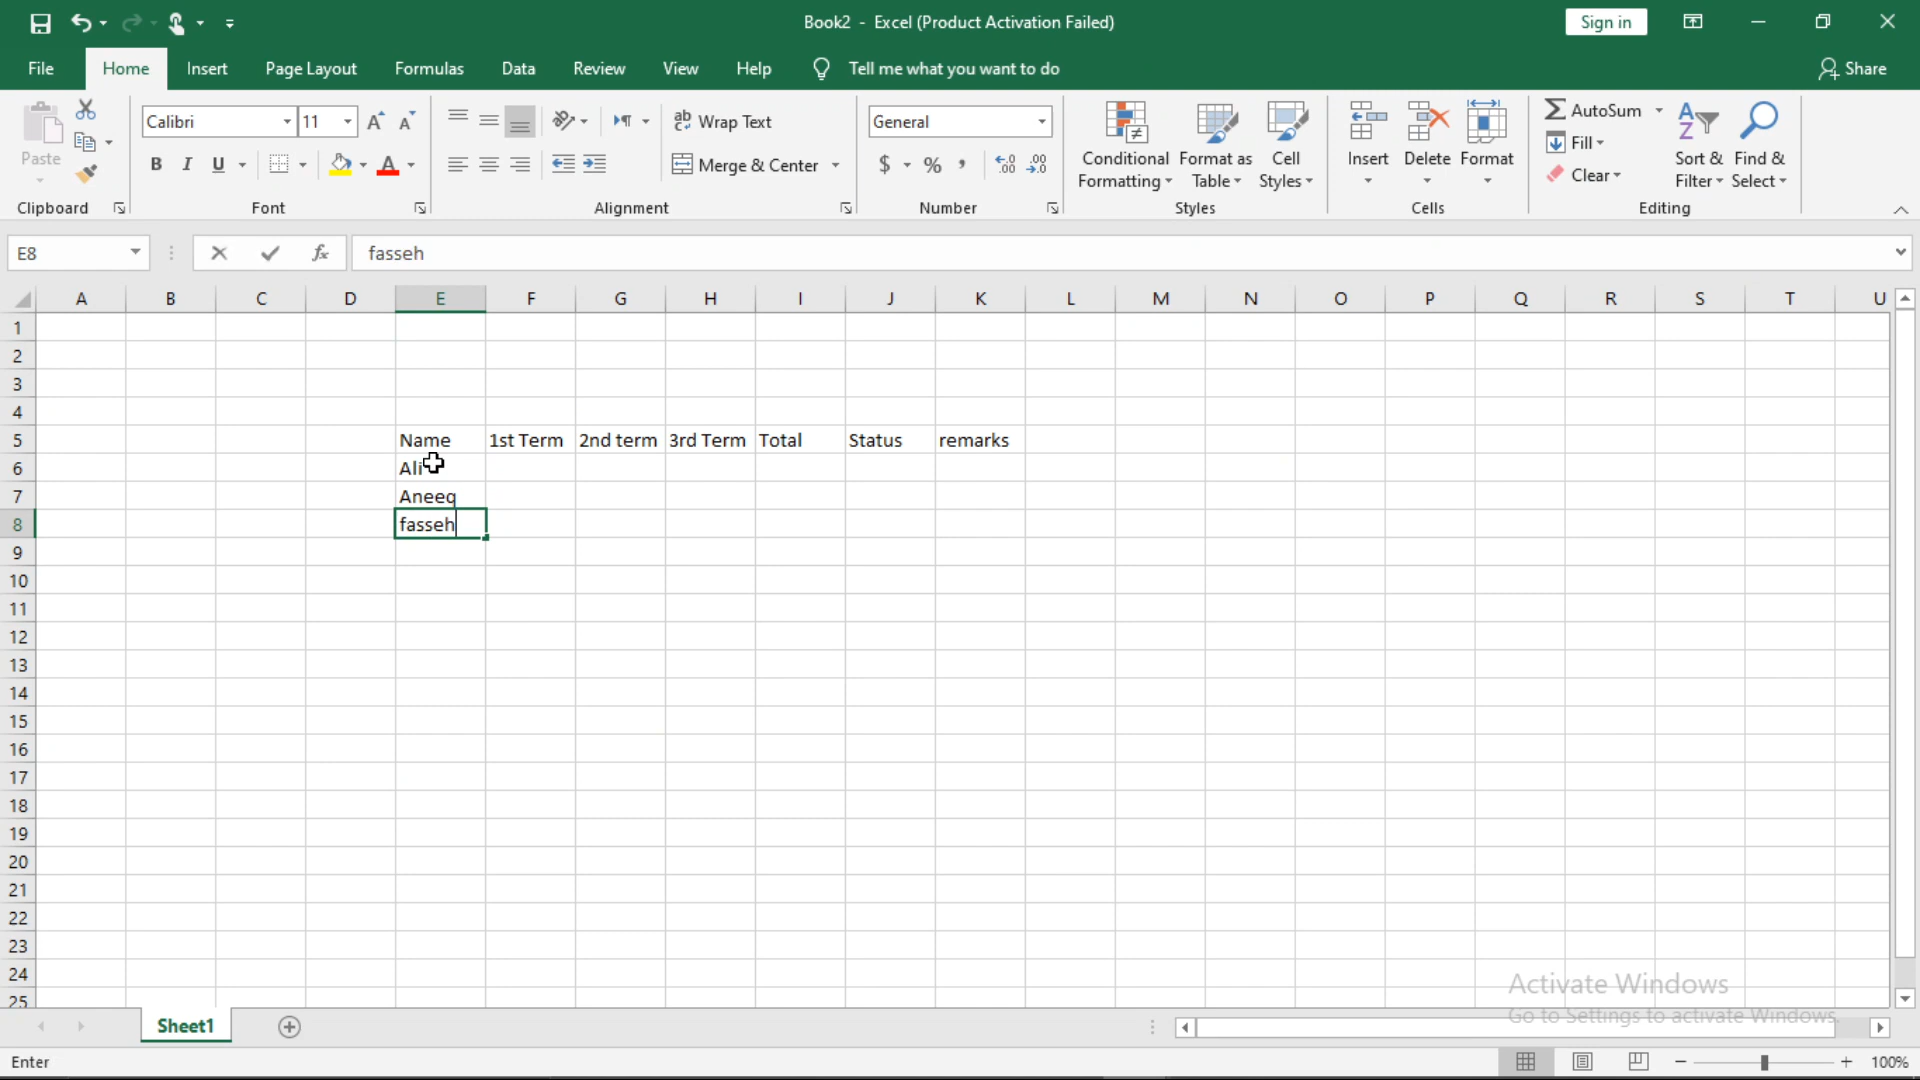 Book2 - Excel (Product Activation Failed)
Sign in
File Home Insert Page Layout Formulas Data Review View Help Tell me what you want to do Share
Paste
Clipboard
Calibri 11
B I U A
Font
Wrap Text
Merge & Center
Alignment
General
$ % ,
Number
Conditional Formatting
Format as Table
Cell Styles
Styles
Insert Delete Format
Cells
AutoSum
Fill
Clear
Sort & Filter
Find & Select
Editing
E8 fx fasseh
A B C D E F G H I J K L M N O P Q R S T U
1
2
3
4
5 Name 1st Term 2nd term 3rd Term Total Status remarks
6 Ali
7 Aneeq
8 fasseh
9
10
11
12
13
14
15
16
17
18
19
20
21
22
23
24
25
Activate Windows
Go to Settings to activate Windows.
Sheet1
Enter 100%